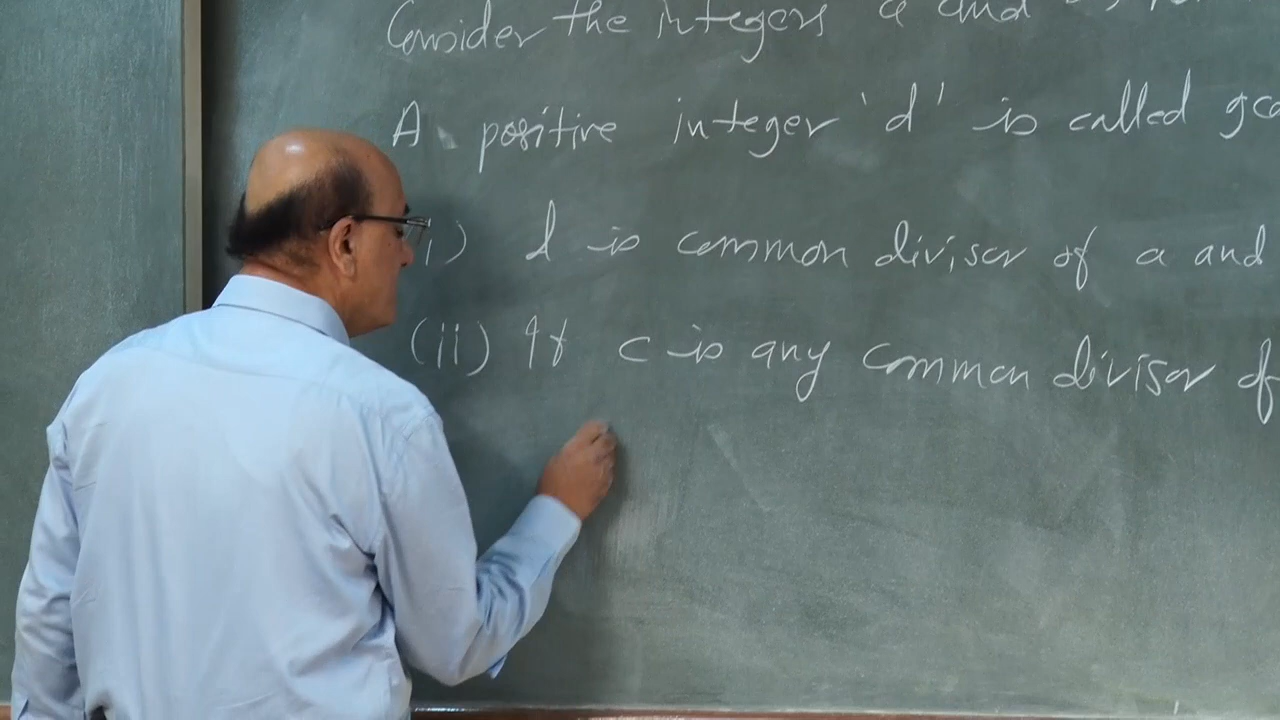 Consider the integers a and
A positive integer 'd' is called gc
i) d is common divisor of a and
(ii) If c is any common divisor of